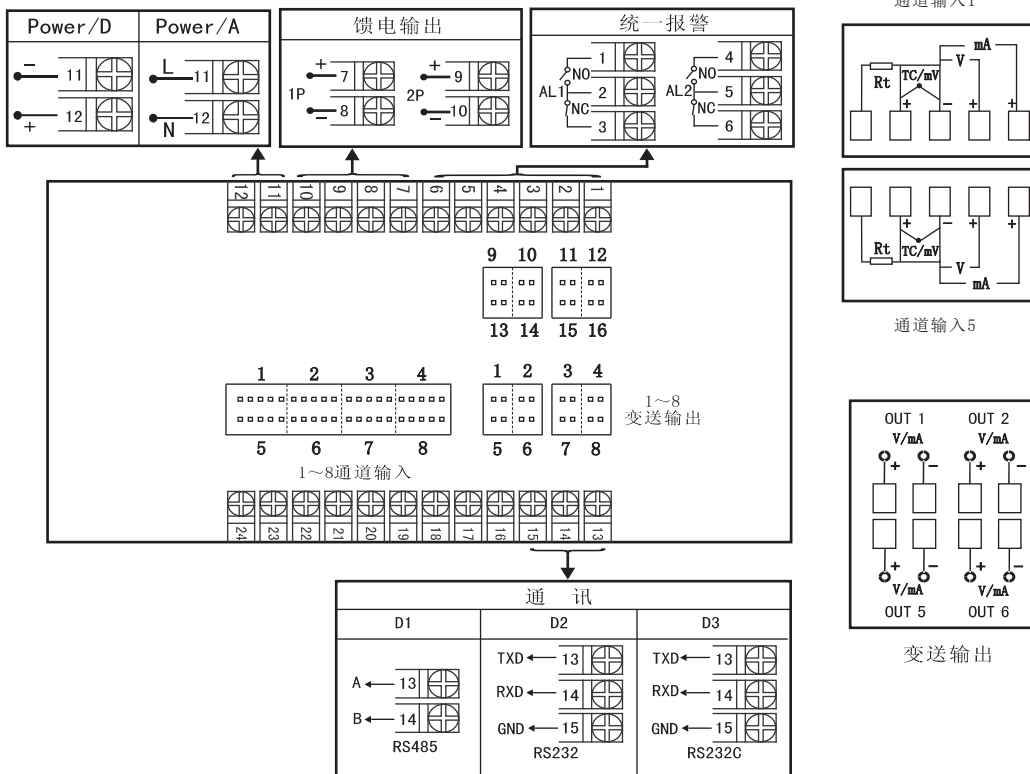 Power/D Power/A
馈电输出
统一报警
- 11
+ 12
L 11
N 12
1P + 7
- 8
2P + 9
- 10
AL1 NO NC 1 2 3
AL2 NO NC 4 5 6
12 11 10 9 8 7 6 5 4 3 2 1
9 10 11 12
13 14 15 16
1 2 3 4
5 6 7 8
1~8通道输入
1 2 3 4
5 6 7 8
1~8
变送输出
24 23 22 21 20 19 18 17 16 15 14 13
通 讯
D1 D2 D3
A 13
B 14
RS485
TXD 13
RXD 14
GND 15
RS232
TXD 13
RXD 14
GND 15
RS232C
通道输入1
mA
V
Rt TC/mV
+ - + +
+ - + +
Rt TC/mV
V
mA
通道输入5
OUT 1 OUT 2
V/mA V/mA
+ - + -
+ - + -
V/mA V/mA
OUT 5 OUT 6
变送输出